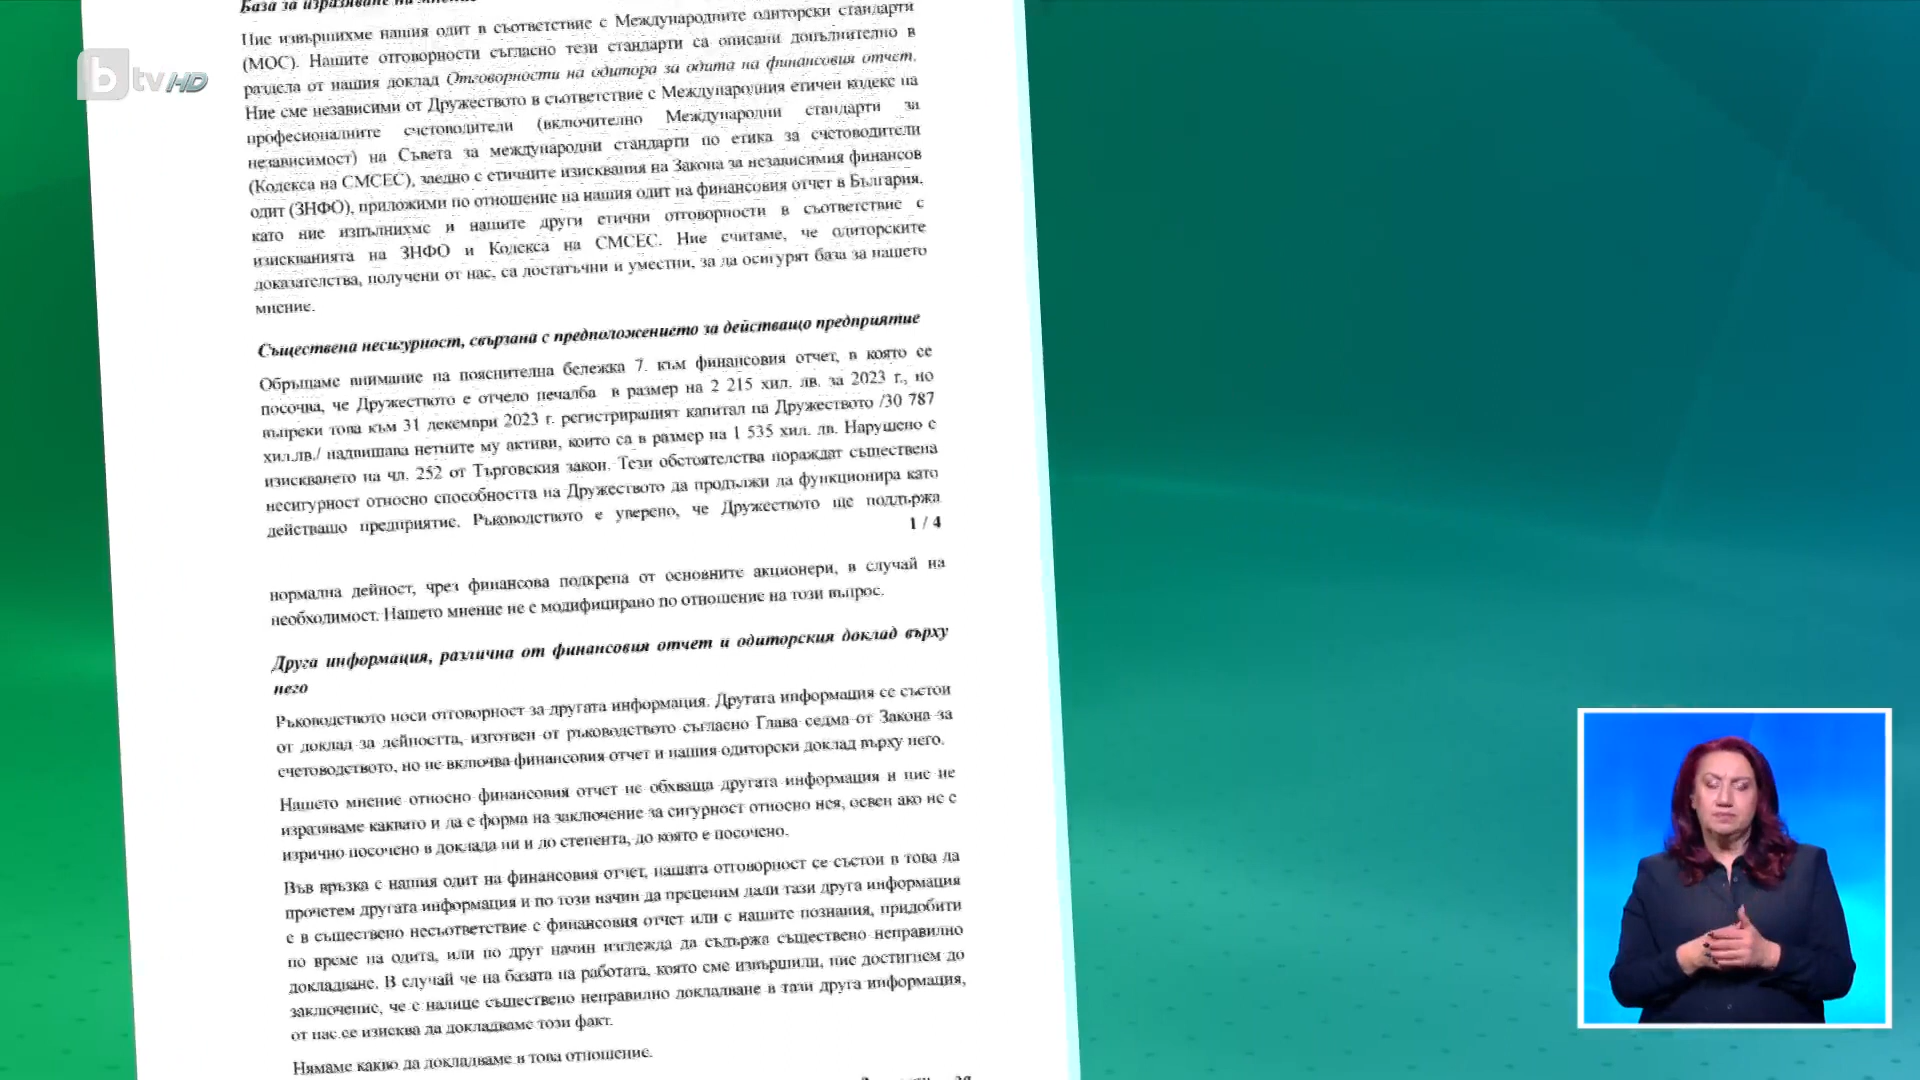 btv HD
База за изразяване на мнение
Ние извършихме нашия одит в съответствие с Международните одиторски стандарти
(МОС). Нашите отговорности съгласно тези стандарти са описани допълнително в
раздела от нашия доклад Отговорности на одитора за одита на финансовия отчет.
Ние сме независими от Дружеството в съответствие с Международния етичен кодекс на
професионалните счетоводители (включително Международни стандарти за
независимост) на Съвета за международни стандарти по етика за счетоводители
(Кодекса на СМСЕС), заедно с етичните изисквания на Закона за независимия финансов
одит (ЗНФО), приложими по отношение на нашия одит на финансовия отчет в България,
като ние изпълнихме и нашите други етични отговорности в съответствие с
изискванията на ЗНФО и Кодекса на СМСЕС. Ние считаме, че одиторските
доказателства, получени от нас, са достатъчни и уместни, за да осигурят база за нашето
мнение.
Съществена несигурност, свързана с предположението за действащо предприятие
Обръщаме внимание на пояснителна бележка 7. към финансовия отчет, в която се
посочва, че Дружеството е отчело печалба в размер на 2 215 хил. лв. за 2023 г., но
въпреки това към 31 декември 2023 г. регистрираният капитал на Дружеството /30 787
хил.лв./ надвишава нетните му активи, които са в размер на 1 535 хил. лв. Нарушено е
изискването на чл. 252 от Търговския закон. Тези обстоятелства пораждат съществена
несигурност относно способността на Дружеството да продължи да функционира като
действащо предприятие. Ръководството е уверено, че Дружеството ще поддържа
1 / 4
нормална дейност, чрез финансова подкрепа от основните акционери, в случай на
необходимост. Нашето мнение не е модифицирано по отношение на този въпрос.
Друга информация, различна от финансовия отчет и одиторския доклад върху
него
Ръководството носи отговорност за другата информация. Другата информация се състои
от доклад за дейността, изготвен от ръководството съгласно Глава седма от Закона за
счетоводството, но не включва финансовия отчет и нашия одиторски доклад върху него.
Нашето мнение относно финансовия отчет не обхваща другата информация и ние не
изразяваме каквато и да е форма на заключение за сигурност относно нея, освен ако не е
изрично посочено в доклада ни и до степента, до която е посочено.
Във връзка с нашия одит на финансовия отчет, нашата отговорност се състои в това да
прочетем другата информация и по този начин да преценим дали тази друга информация
е в съществено несъответствие с финансовия отчет или с нашите познания, придобити
по време на одита, или по друг начин изглежда да съдържа съществено неправилно
докладване. В случай че на базата на работата, която сме извършили, ние достигнем до
заключение, че е налице съществено неправилно докладване в тази друга информация,
от нас се изисква да докладваме този факт.
Нямаме какво да докладваме в това отношение.